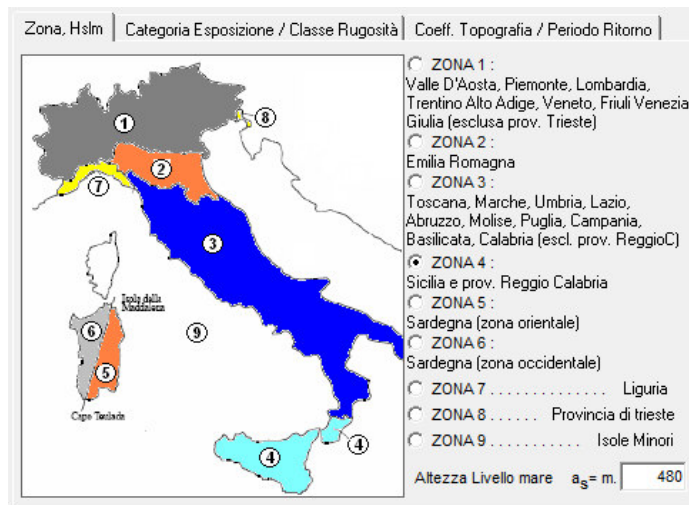 Zona, Hslm
Categoria Esposizione / Classe Rugosità
Coeff. Topografia / Periodo Ritorno
1
8
2
7
3
Isola della
Maddalena
6
9
5
Capo Teulada
4
4
ZONA 1 :
Valle D'Aosta, Piemonte, Lombardia,
Trentino Alto Adige, Veneto, Friuli Venezia
Giulia (esclusa prov. Trieste)
ZONA 2 :
Emilia Romagna
ZONA 3 :
Toscana, Marche, Umbria, Lazio,
Abruzzo, Molise, Puglia, Campania,
Basilicata, Calabria (escl. prov. ReggioC)
ZONA 4 :
Sicilia e prov. Reggio Calabria
ZONA 5 :
Sardegna (zona orientale)
ZONA 6 :
Sardegna (zona occidentale)
ZONA 7 . . . . . . . . . . . . . Liguria
ZONA 8 . . . . . . Provincia di trieste
ZONA 9 . . . . . . . . . . . Isole Minori
Altezza Livello mare as= m. 480